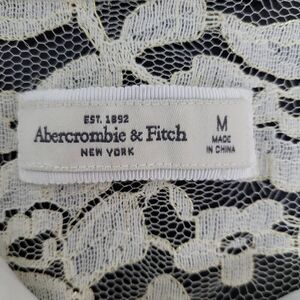 EST. 1892
Abercrombie & Fitch
NEW YORK
M
MADE
IN CHINA